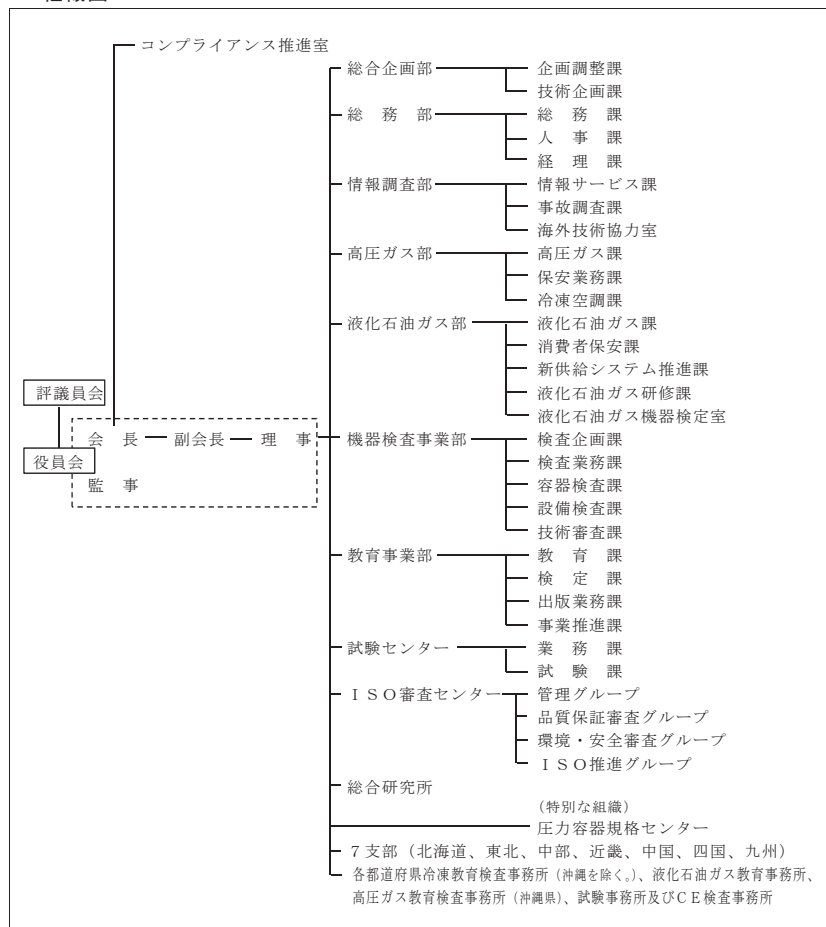 コンプライアンス推進室
総合企画部 企画調整課
技術企画課
総務部 総務課
人事課
経理課
情報調査部 情報サービス課
事故調査課
海外技術協力室
高圧ガス部 高圧ガス課
保安業務課
冷凍空調課
液化石油ガス部 液化石油ガス課
消費者保安課
新供給システム推進課
液化石油ガス研修課
液化石油ガス機器検定室
評議員会
会長 副会長 理事
役員会
監事
機器検査事業部 検査企画課
検査業務課
容器検査課
設備検査課
技術審査課
教育事業部 教育課
検定課
出版業務課
事業推進課
試験センター 業務課
試験課
ＩＳＯ審査センター 管理グループ
品質保証審査グループ
環境・安全審査グループ
ＩＳＯ推進グループ
総合研究所
（特別な組織）
圧力容器規格センター
７支部（北海道、東北、中部、近畿、中国、四国、九州）
各都道府県冷凍教育検査事務所（沖縄を除く。）、液化石油ガス教育事務所、
高圧ガス教育検査事務所（沖縄県）、試験事務所及びＣＥ検査事務所